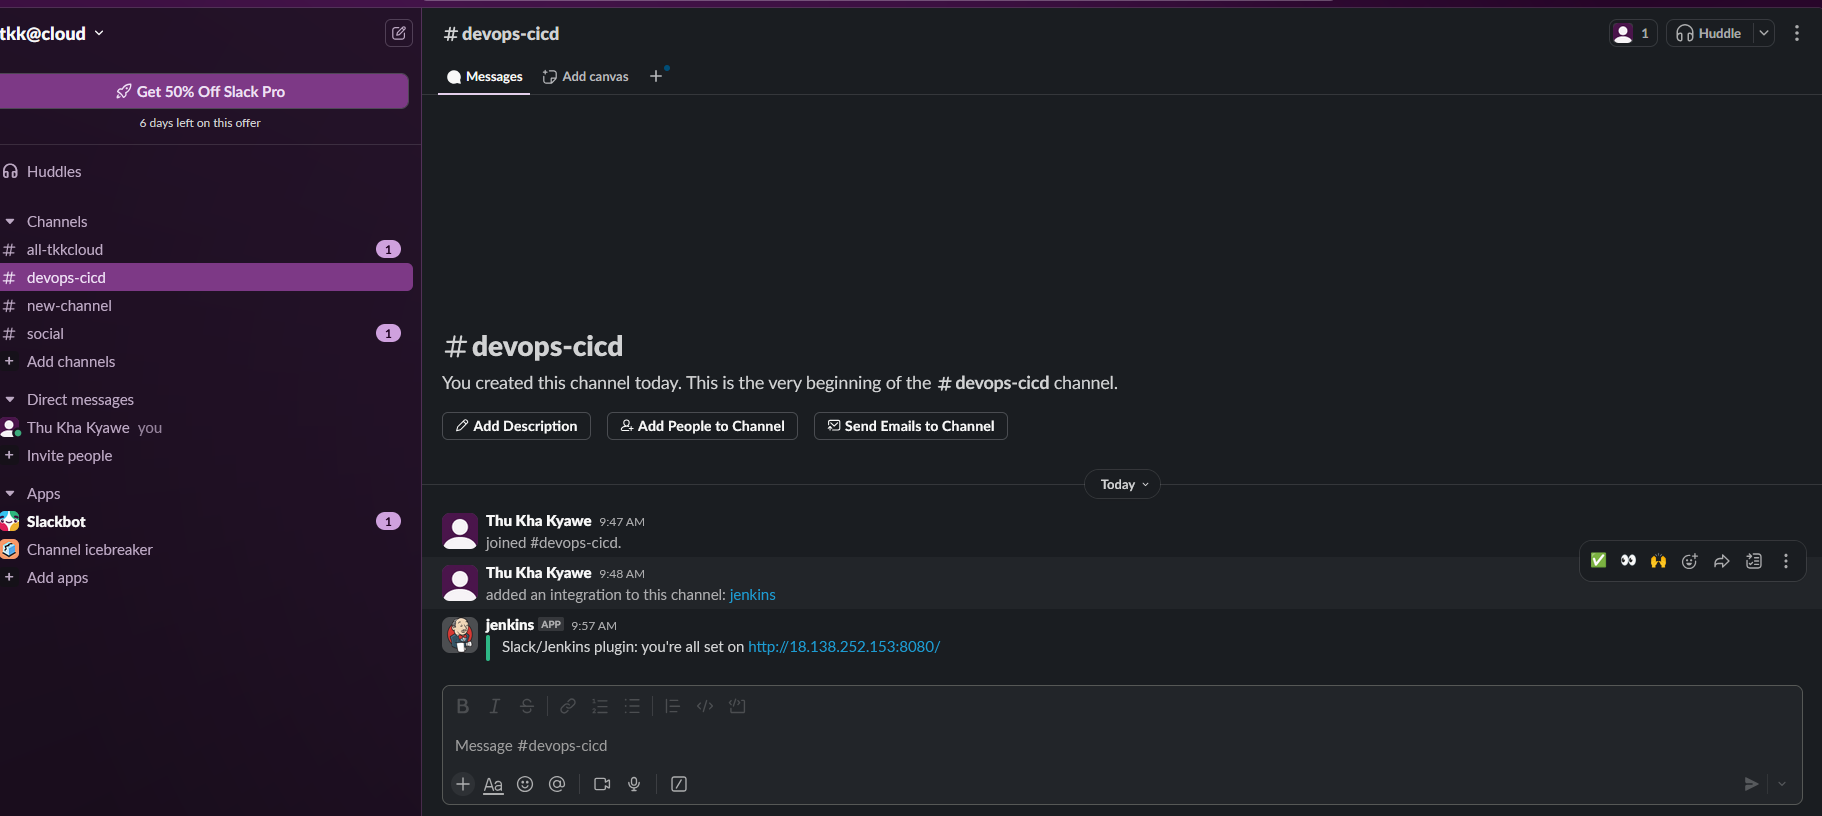 tkk@cloud
Get 50% Off Slack Pro
6 days left on this offer
Huddles
Channels
# all-tkkcloud 1
# devops-cicd
# new-channel
# social 1
+ Add channels
Direct messages
Thu Kha Kyawe you
+ Invite people
Apps
Slackbot 1
Channel icebreaker
+ Add apps
# devops-cicd
1
Huddle
Messages
Add canvas
+
# devops-cicd
You created this channel today. This is the very beginning of the # devops-cicd channel.
Add Description
Add People to Channel
Send Emails to Channel
Today
Thu Kha Kyawe 9:47 AM
joined #devops-cicd.
Thu Kha Kyawe 9:48 AM
added an integration to this channel: jenkins
jenkins APP 9:57 AM
Slack/Jenkins plugin: you're all set on http://18.138.252.153:8080/
B I S
Message #devops-cicd
+ Aa @